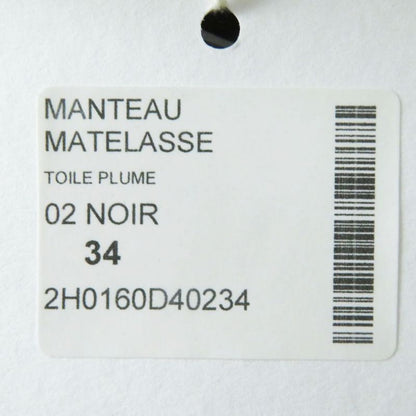 MANTEAU
MATELASSE
TOILE PLUME
02 NOIR
34
2H0160D40234